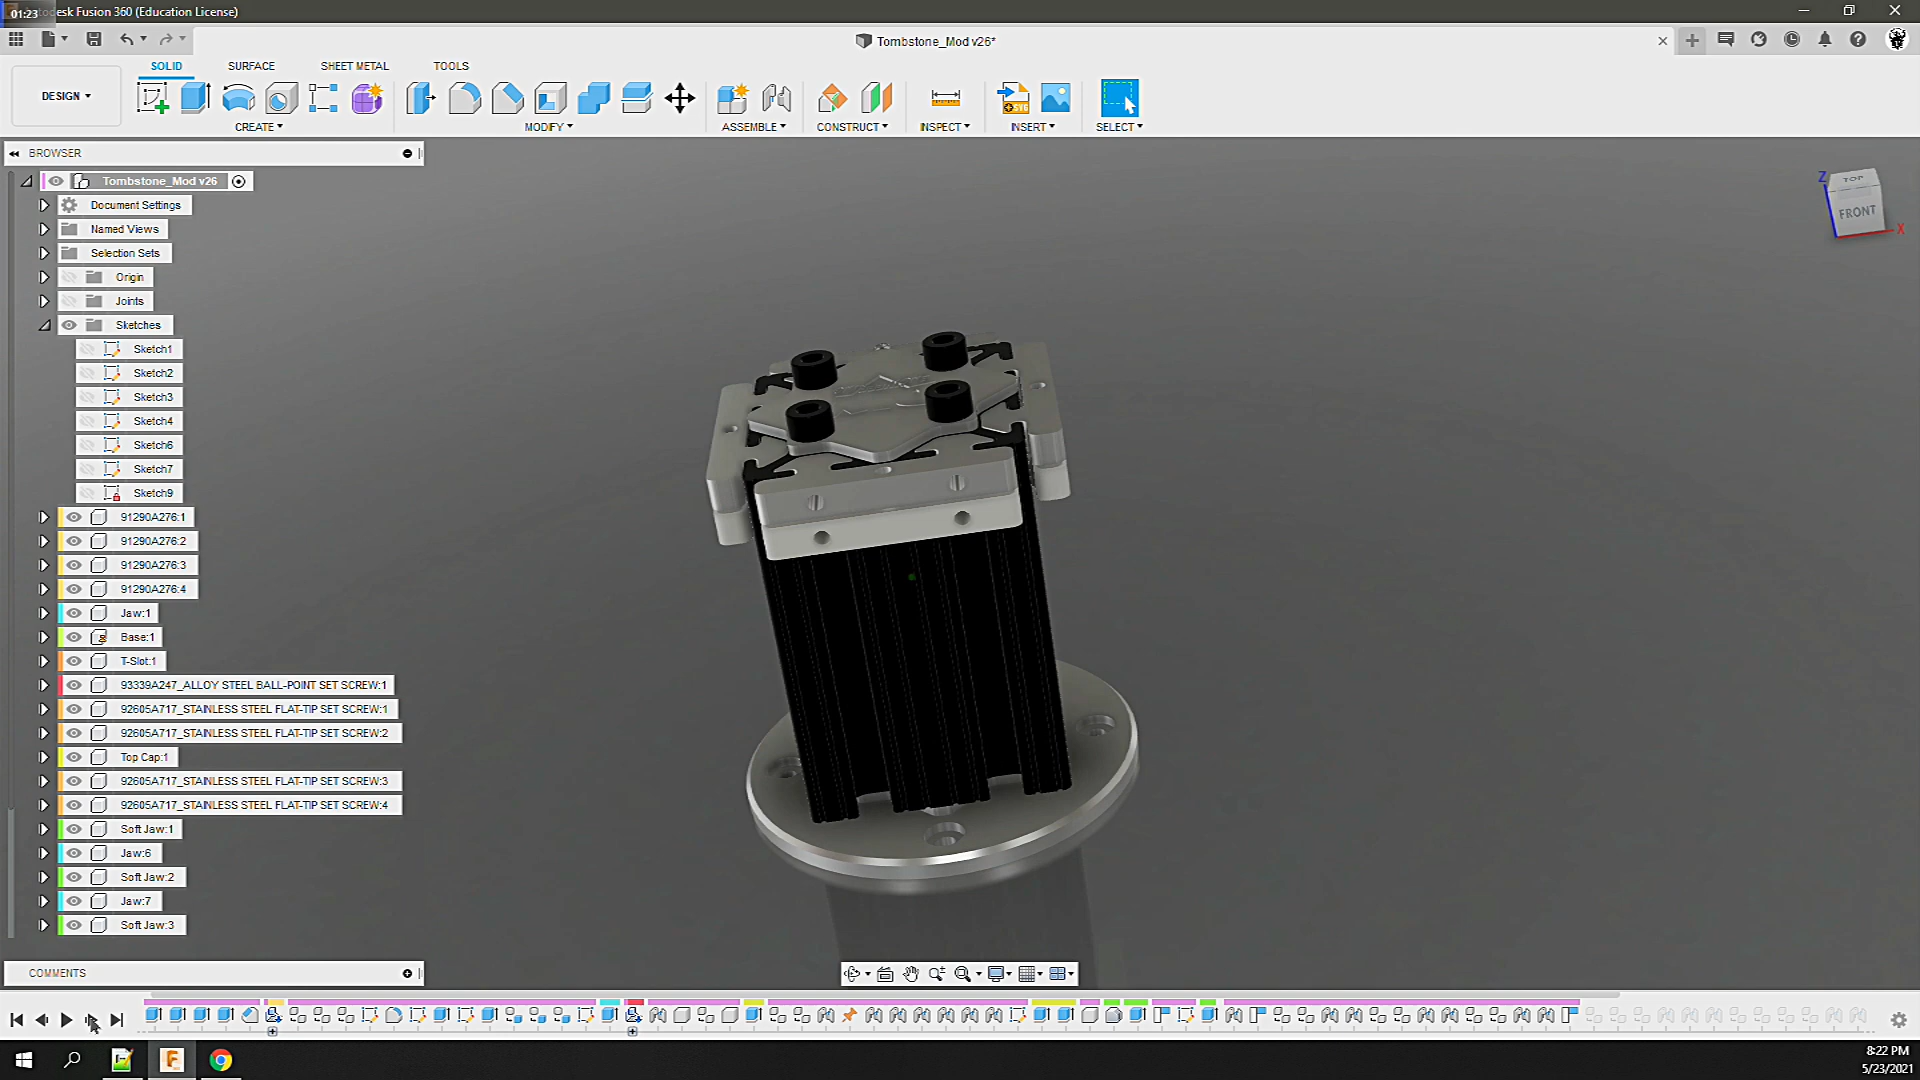 01:23
desk Fusion 360 (Education License)
Tombstone_Mod v26*
SOLID
SURFACE
SHEET METAL
TOOLS
DESIGN
CREATE
MODIFY
ASSEMBLE
CONSTRUCT
INSPECT
INSERT
SELECT
BROWSER
Tombstone_Mod v26
Document Settings
Named Views
Selection Sets
Origin
Joints
Sketches
Sketch1
Sketch2
Sketch3
Sketch4
Sketch6
Sketch7
Sketch9
91290A276:1
91290A276:2
91290A276:3
91290A276:4
Jaw:1
Base:1
T-Slot:1
93339A247_ALLOY STEEL BALL-POINT SET SCREW:1
92605A717_STAINLESS STEEL FLAT-TIP SET SCREW:1
92605A717_STAINLESS STEEL FLAT-TIP SET SCREW:2
Top Cap:1
92605A717_STAINLESS STEEL FLAT-TIP SET SCREW:3
92605A717_STAINLESS STEEL FLAT-TIP SET SCREW:4
Soft Jaw:1
Jaw:6
Soft Jaw:2
Jaw:7
Soft Jaw:3
Z
TOP
FRONT
X
COMMENTS
8:22 PM
5/23/2021